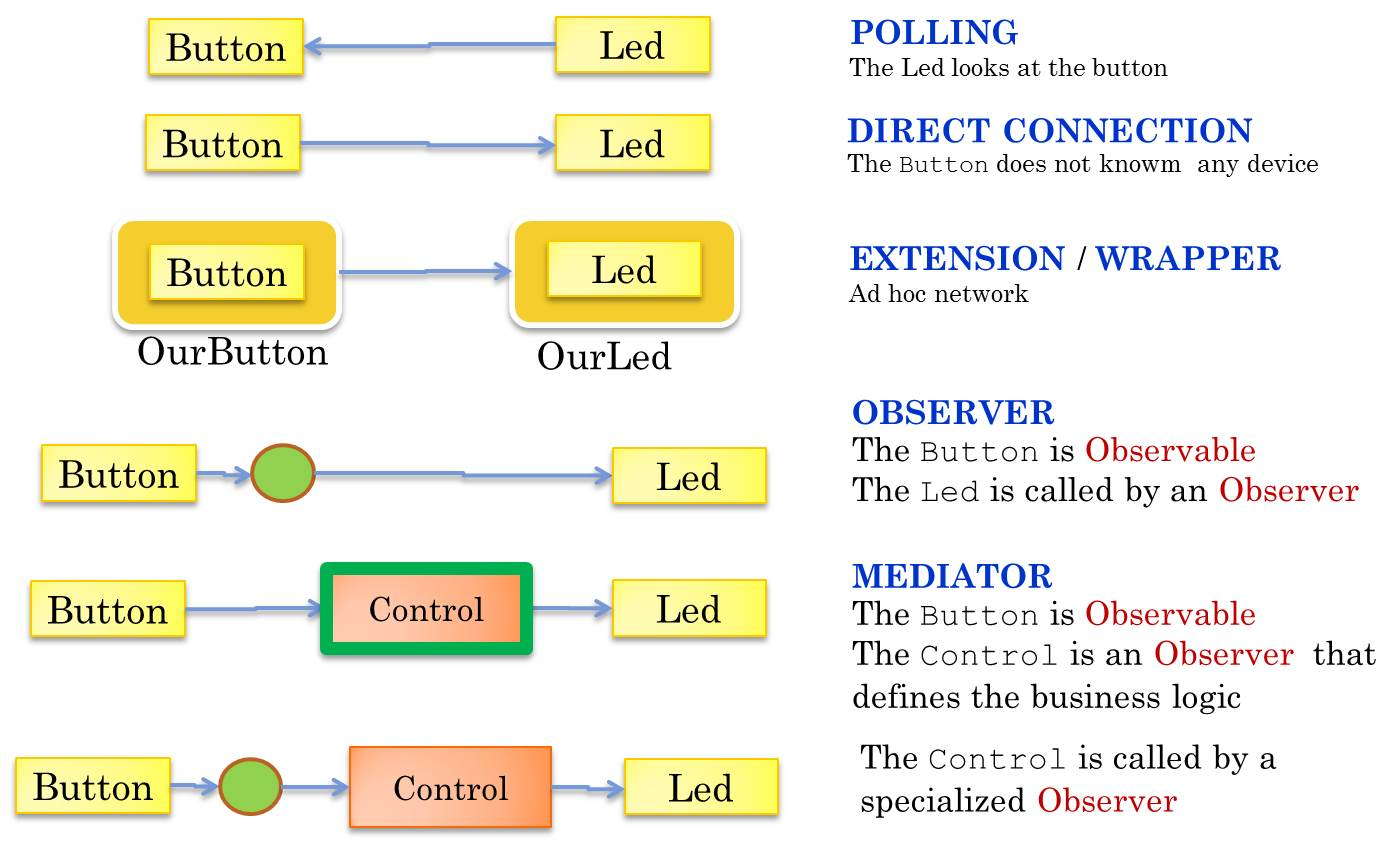 Button Led POLLING
The Led looks at the button
Button Led DIRECT CONNECTION
The Button does not knowm any device
Button Led EXTENSION / WRAPPER
Ad hoc network
OurButton OurLed
OBSERVER
The Button is Observable
Button Led
The Led is called by an Observer
MEDIATOR
Button Control Led
The Button is Observable
The Control is an Observer that
defines the business logic
The Control is called by a
Button Control Led
specialized Observer